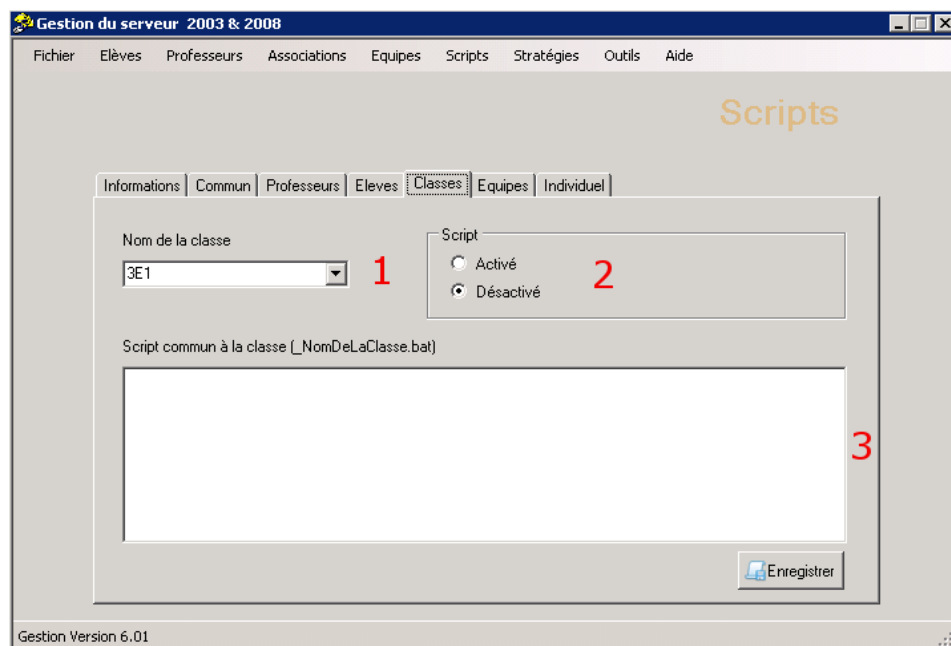 Gestion du serveur 2003 & 2008
Fichier Elèves Professeurs Associations Equipes Scripts Stratégies Outils Aide
Scripts
Informations Commun Professeurs Eleves Classes Equipes Individuel
Nom de la classe
3E1
1
Script
Activé
Désactivé
2
Script commun à la classe (_NomDeLaClasse.bat)
3
Enregistrer
Gestion Version 6.01